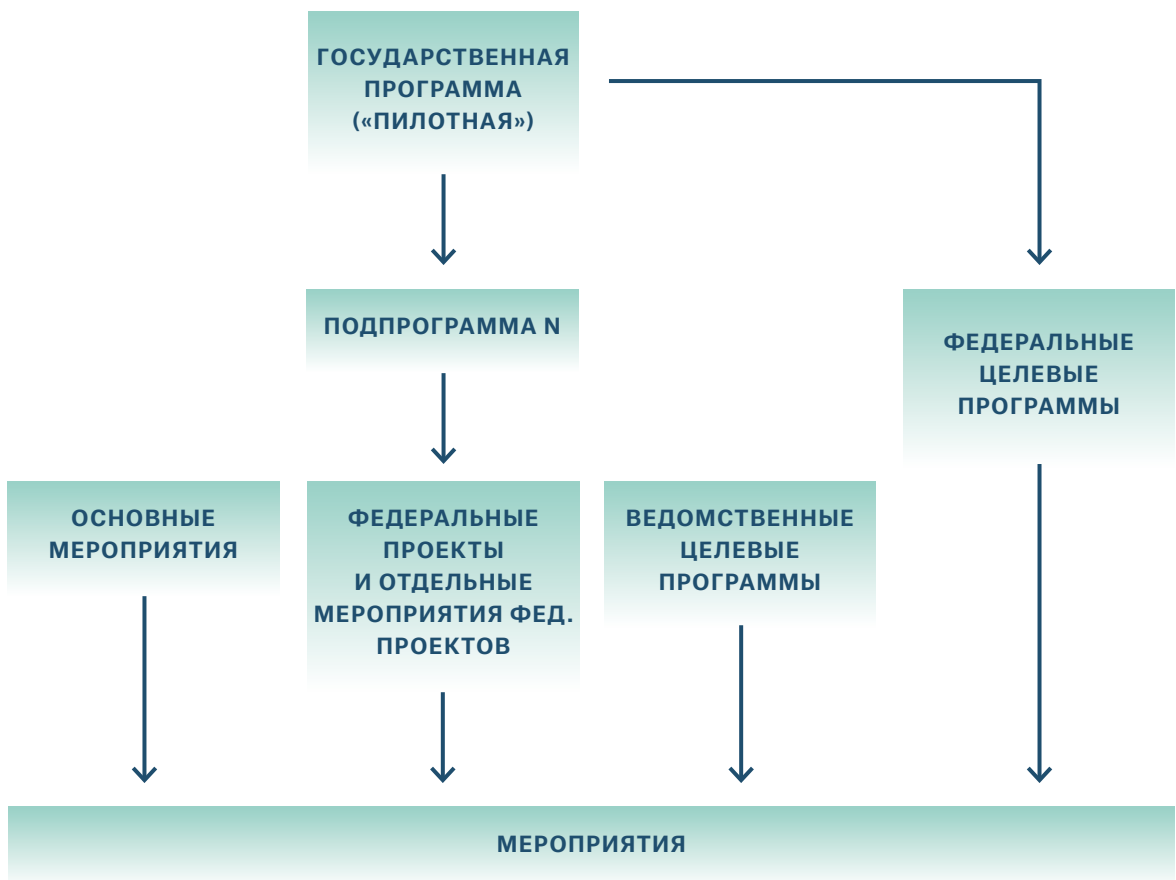 ГОСУДАРСТВЕННАЯ
ПРОГРАММА
(«ПИЛОТНАЯ»)
ПОДПРОГРАММА N
ФЕДЕРАЛЬНЫЕ
ЦЕЛЕВЫЕ
ПРОГРАММЫ
ОСНОВНЫЕ
МЕРОПРИЯТИЯ
ФЕДЕРАЛЬНЫЕ
ПРОЕКТЫ
И ОТДЕЛЬНЫЕ
МЕРОПРИЯТИЯ ФЕД.
ПРОЕКТОВ
ВЕДОМСТВЕННЫЕ
ЦЕЛЕВЫЕ
ПРОГРАММЫ
МЕРОПРИЯТИЯ